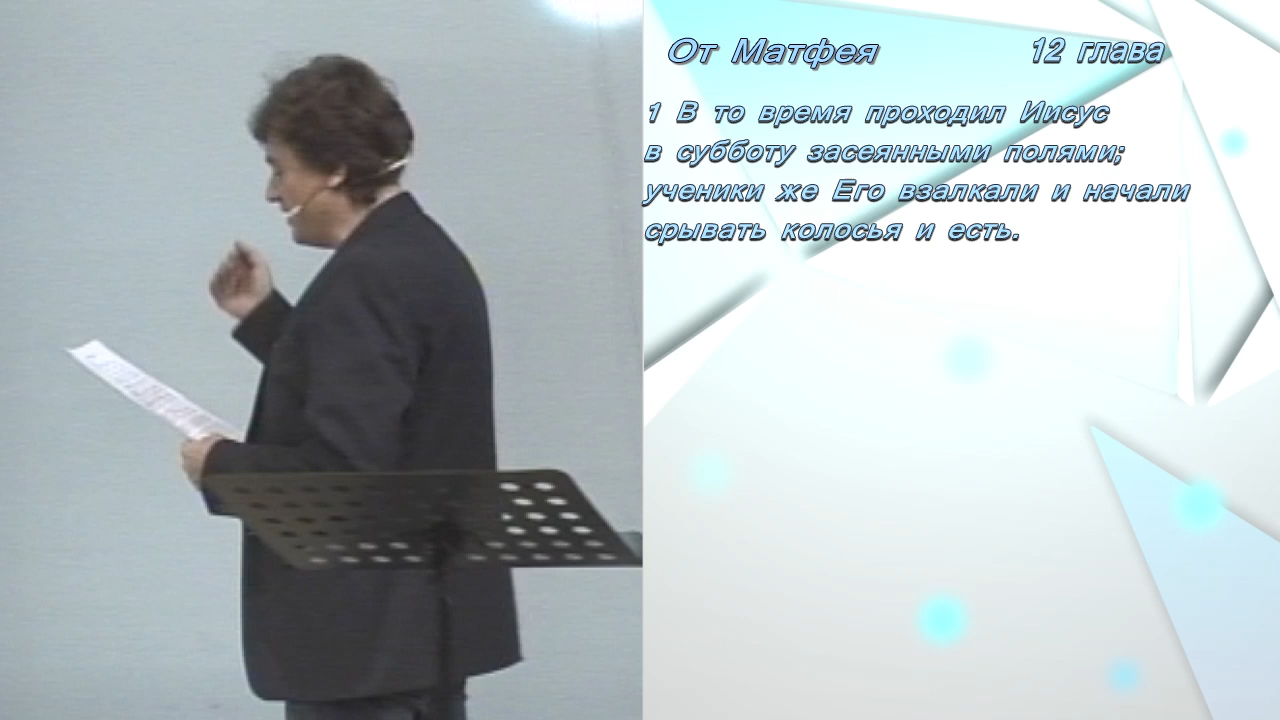 От Матфея 12 глава
1 В то время проходил Иисус
в субботу засеянными полями;
ученики же Его взалкали и начали
срывать колосья и есть.